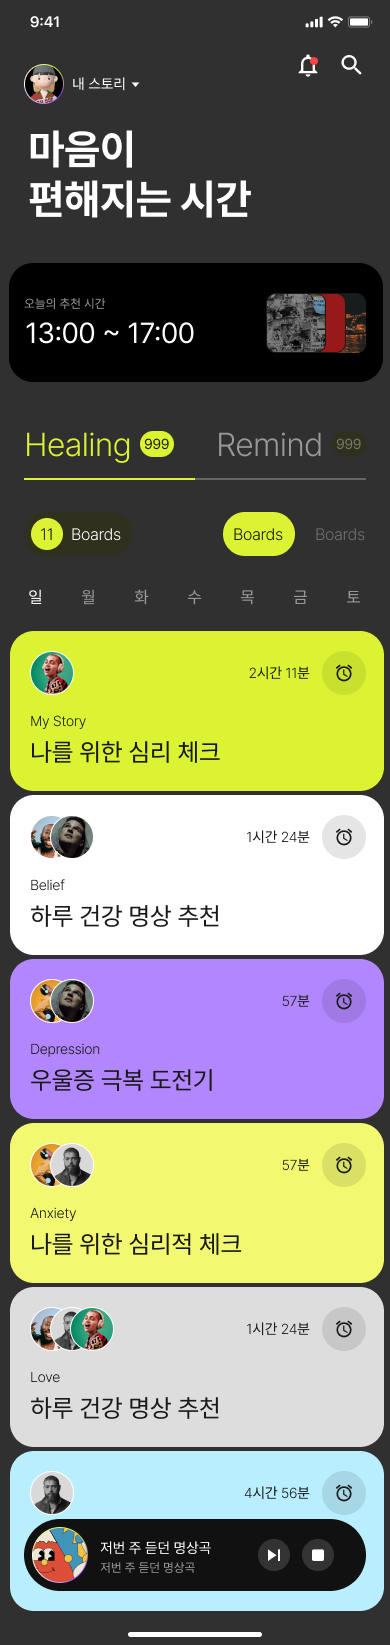 9:41
내 스토리
마음이
편해지는 시간
오늘의 추천 시간
13:00 ~ 17:00
Healing 999 Remind 999
11 Boards Boards Boards
일 월 화 수 목 금 토
2시간 11분
My Story
나를 위한 심리 체크
1시간 24분
Belief
하루 건강 명상 추천
57분
Depression
우울증 극복 도전기
57분
Anxiety
나를 위한 심리적 체크
1시간 24분
Love
하루 건강 명상 추천
4시간 56분
저번 주 듣던 명상곡
저번 주 듣던 명상곡